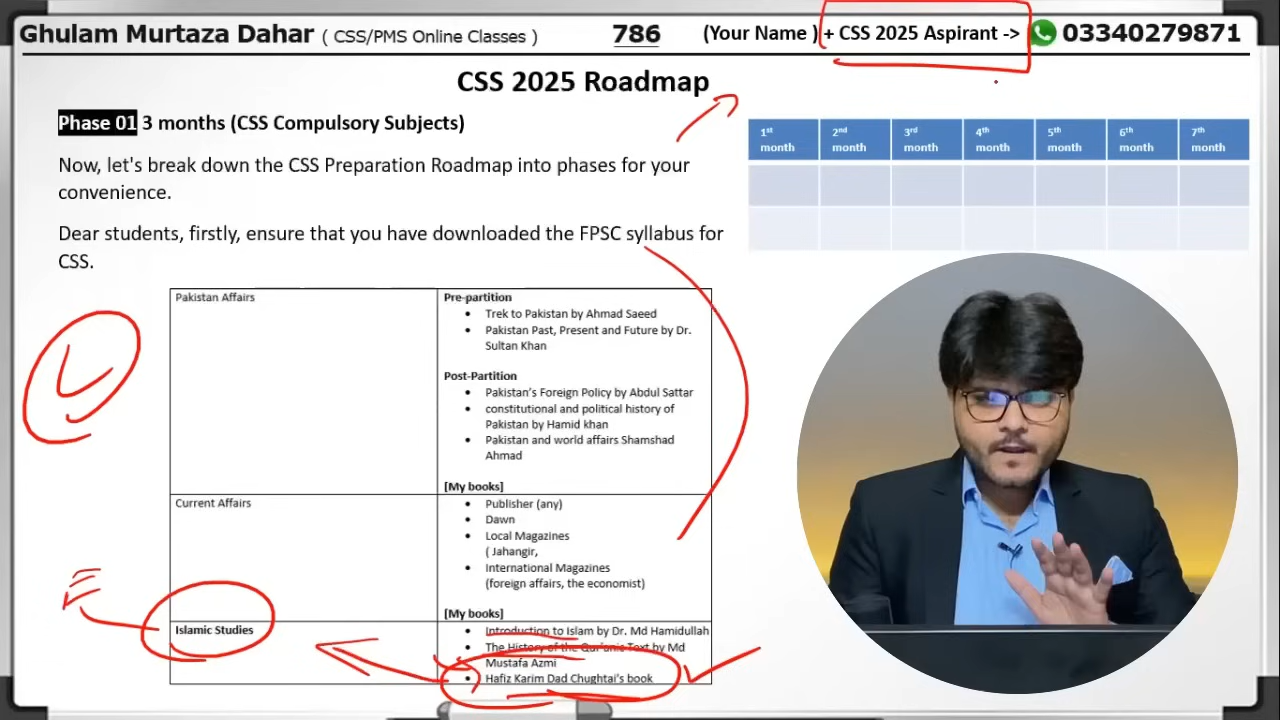 Ghulam Murtaza Dahar ( CSS/PMS Online Classes ) 786 (Your Name ) + CSS 2025 Aspirant -> 03340279871
CSS 2025 Roadmap
Phase 01 3 months (CSS Compulsory Subjects)
Now, let's break down the CSS Preparation Roadmap into phases for your
convenience.
Dear students, firstly, ensure that you have downloaded the FPSC syllabus for
CSS.
1st month 2nd month 3rd month 4th month 5th month 6th month 7th month
Pakistan Affairs
Pre-partition
• Trek to Pakistan by Ahmad Saeed
• Pakistan Past, Present and Future by Dr.
Sultan Khan
Post-Partition
• Pakistan's Foreign Policy by Abdul Sattar
• constitutional and political history of
Pakistan by Hamid khan
• Pakistan and world affairs Shamshad
Ahmad
[My books]
Current Affairs
• Publisher (any)
• Dawn
• Local Magazines
( Jahangir,
• International Magazines
(foreign affairs, the economist)
[My books]
Islamic Studies
• Introduction to Islam by Dr. Md Hamidullah
• The History of the Qur'anic Text by Md
Mustafa Azmi
• Hafiz Karim Dad Chughtai's book